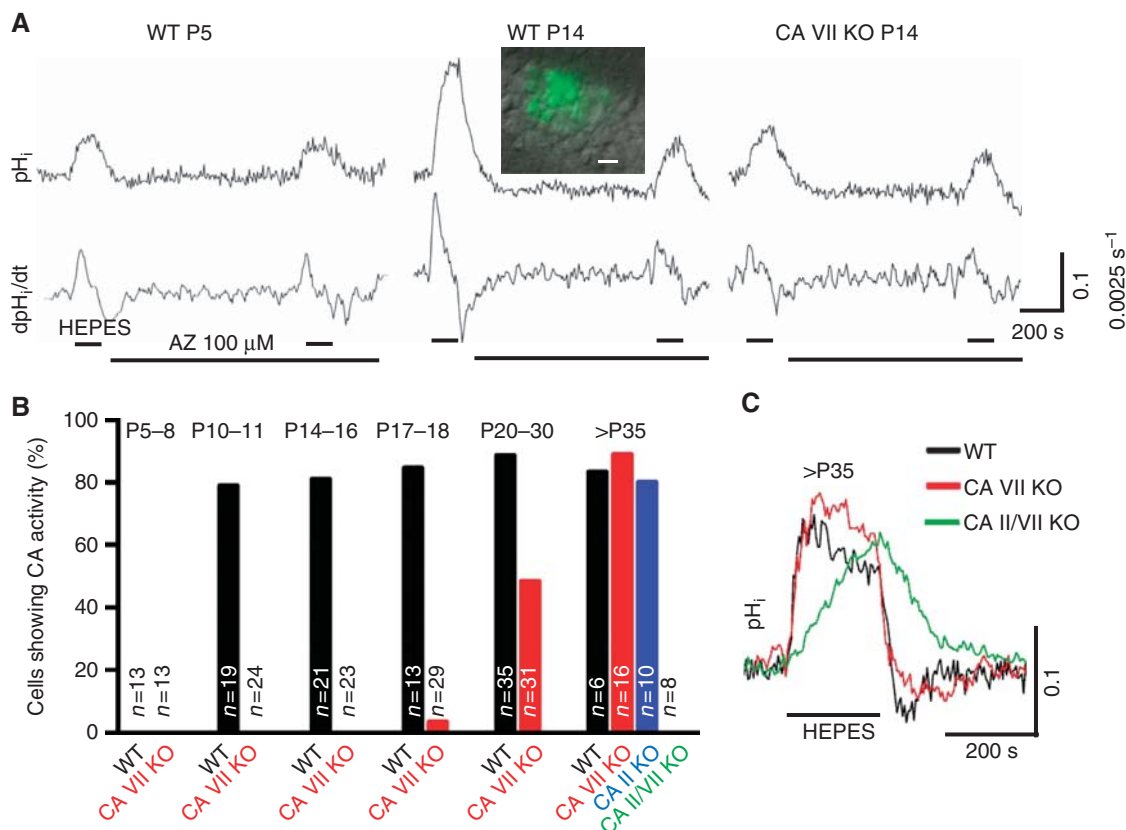 A
WT P5
WT P14
CA VII KO P14
pHi
dpHi/dt
HEPES
AZ 100 μM
0.1
0.0025 s⁻¹
200 s
B
Cells showing CA activity (%)
100
80
60
40
20
0
P5–8
P10–11
P14–16
P17–18
P20–30
>P35
n=13
n=13
n=19
n=24
n=21
n=23
n=13
n=29
n=35
n=31
n=6
n=16
n=10
n=8
WT
CA VII KO
WT
CA VII KO
WT
CA VII KO
WT
CA VII KO
WT
CA VII KO
WT
CA VII KO
CA II KO
CA II/VII KO
C
>P35
WT
CA VII KO
CA II/VII KO
pHi
HEPES
0.1
200 s